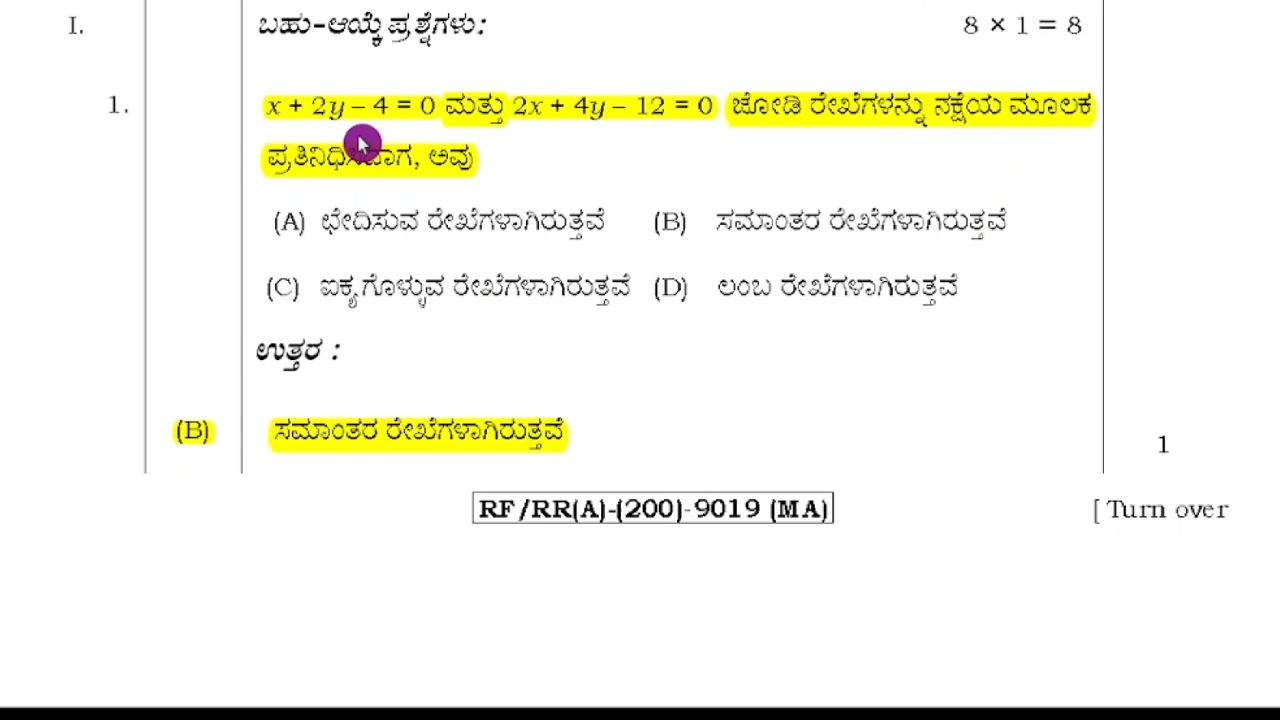 I. ಬಹು-ಆಯ್ಕೆ ಪ್ರಶ್ನೆಗಳು: 8 × 1 = 8
1. x + 2y – 4 = 0 ಮತ್ತು 2x + 4y – 12 = 0 ಜೋಡಿ ರೇಖೆಗಳನ್ನು ನಕ್ಷೆಯ ಮೂಲಕ
ಪ್ರತಿನಿಧಿಸಿದಾಗ, ಅವು
(A) ಛೇದಿಸುವ ರೇಖೆಗಳಾಗಿರುತ್ತವೆ (B) ಸಮಾಂತರ ರೇಖೆಗಳಾಗಿರುತ್ತವೆ
(C) ಐಕ್ಯಗೊಳ್ಳುವ ರೇಖೆಗಳಾಗಿರುತ್ತವೆ (D) ಲಂಬ ರೇಖೆಗಳಾಗಿರುತ್ತವೆ
ಉತ್ತರ :
(B) ಸಮಾಂತರ ರೇಖೆಗಳಾಗಿರುತ್ತವೆ 1
RF/RR(A)-(200)-9019 (MA) [ Turn over